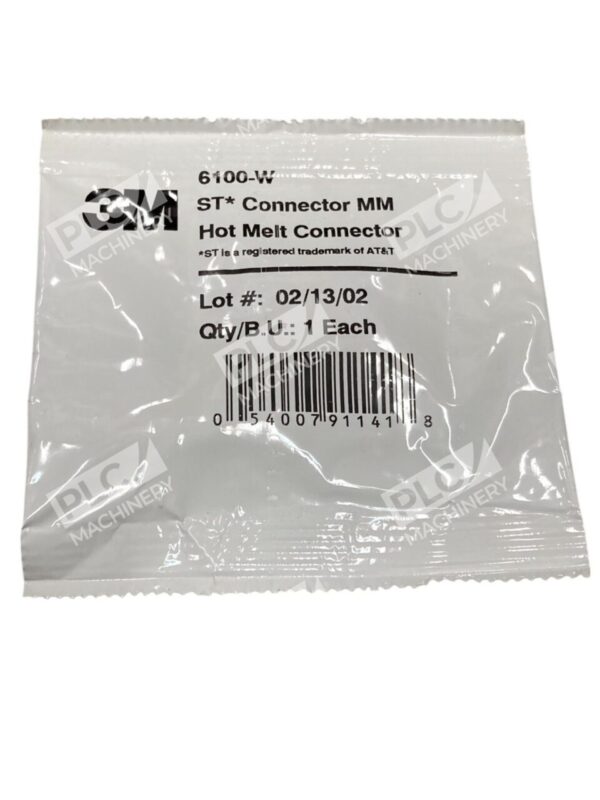 3M
6100-W
ST* Connector MM
Hot Melt Connector
*ST is a registered trademark of AT&T
Lot #: 02/13/02
Qty/B.U.: 1 Each
0 54007 91141 8
PLC
MACHINERY
PLC
MACHINERY
PLC
MACHINERY
PLC
MACHINERY
PLC
MACHINERY